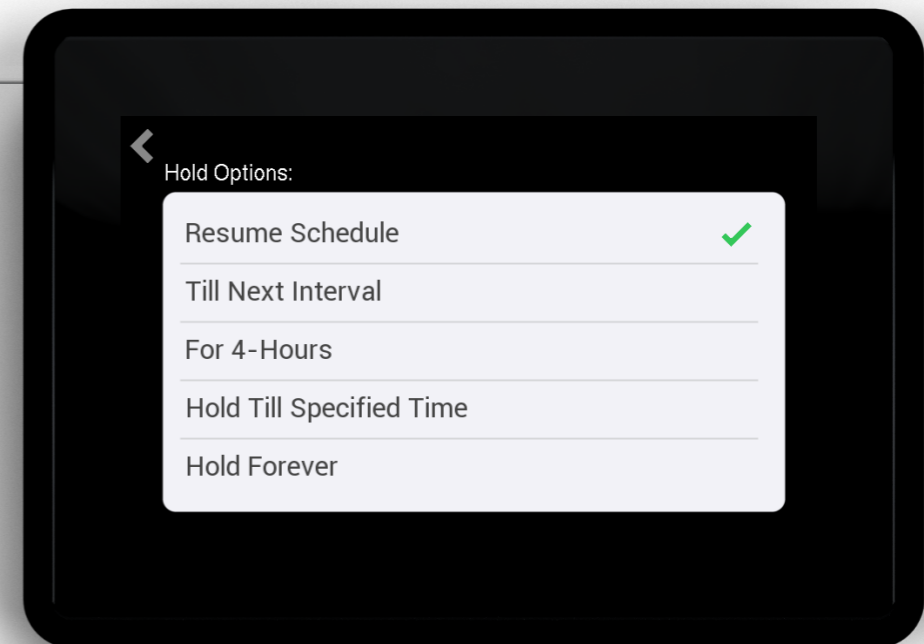 Hold Options:
Resume Schedule
Till Next Interval
For 4-Hours
Hold Till Specified Time
Hold Forever